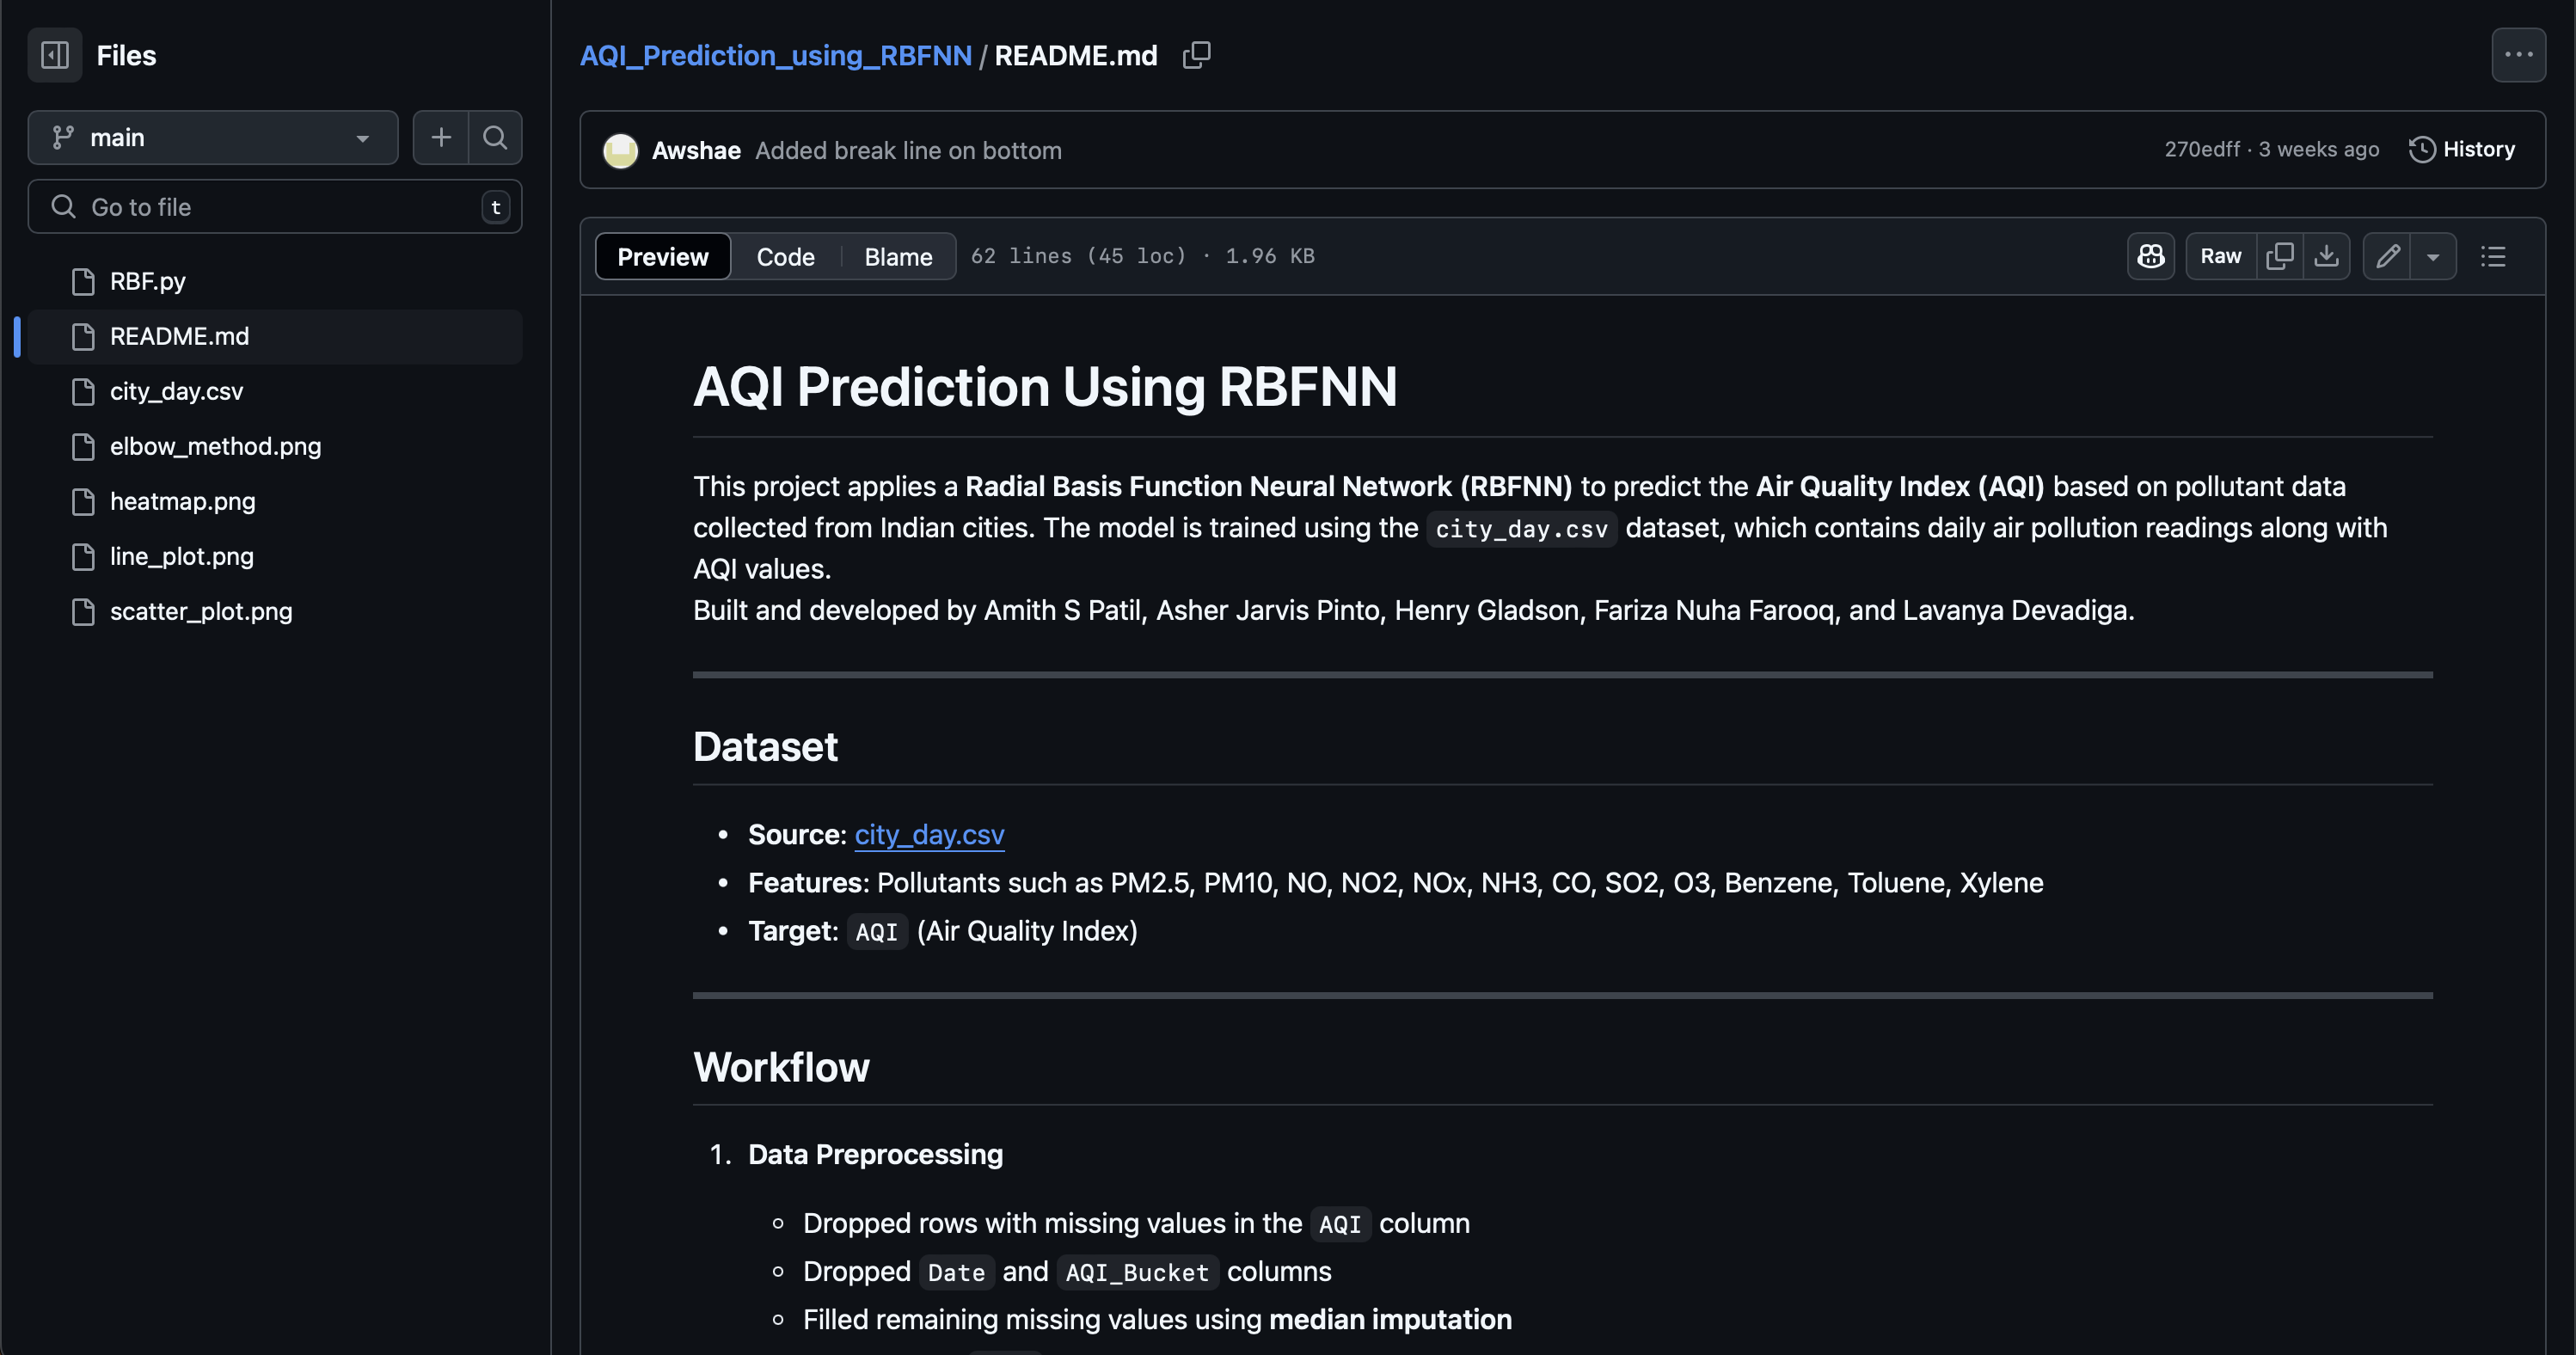 Files
main
Go to file
t
RBF.py
README.md
city_day.csv
elbow_method.png
heatmap.png
line_plot.png
scatter_plot.png
AQI_Prediction_using_RBFNN / README.md
Awshae Added break line on bottom
270edff · 3 weeks ago History
Preview Code Blame 62 lines (45 loc) · 1.96 KB
Raw
AQI Prediction Using RBFNN
This project applies a Radial Basis Function Neural Network (RBFNN) to predict the Air Quality Index (AQI) based on pollutant data
collected from Indian cities. The model is trained using the city_day.csv dataset, which contains daily air pollution readings along with
AQI values.
Built and developed by Amith S Patil, Asher Jarvis Pinto, Henry Gladson, Fariza Nuha Farooq, and Lavanya Devadiga.
Dataset
• Source: city_day.csv
• Features: Pollutants such as PM2.5, PM10, NO, NO2, NOx, NH3, CO, SO2, O3, Benzene, Toluene, Xylene
• Target: AQI (Air Quality Index)
Workflow
1. Data Preprocessing
○ Dropped rows with missing values in the AQI column
○ Dropped Date and AQI_Bucket columns
○ Filled remaining missing values using median imputation